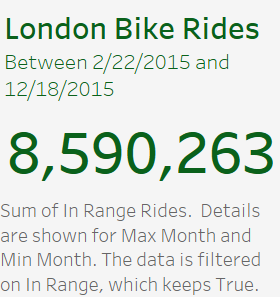 London Bike Rides
Between 2/22/2015 and
12/18/2015
8,590,263
Sum of In Range Rides.  Details
are shown for Max Month and
Min Month. The data is filtered
on In Range, which keeps True.